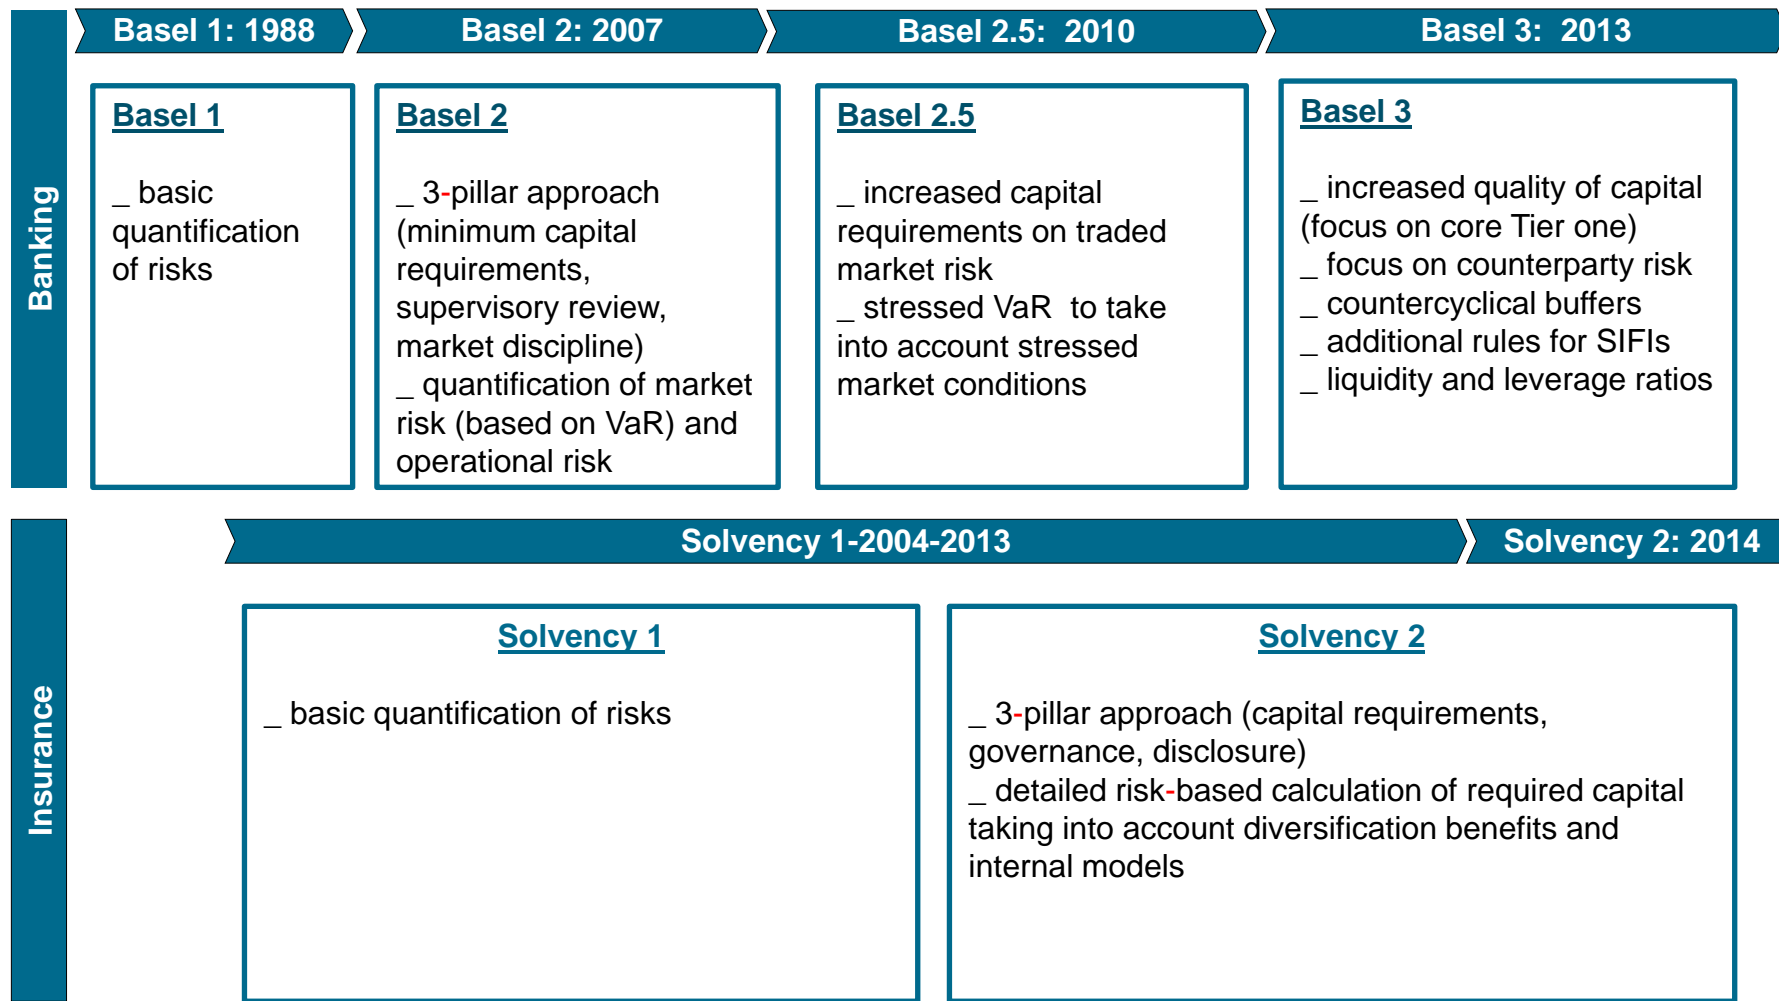 Banking
Basel 1: 1988
Basel 2: 2007
Basel 2.5:  2010
Basel 3:  2013
Basel 1
_ basic
quantification
of risks
Basel 2
_ 3-pillar approach
(minimum capital
requirements,
supervisory review,
market discipline)
_ quantification of market
risk (based on VaR) and
operational risk
Basel 2.5
_ increased capital
requirements on traded
market risk
_ stressed VaR  to take
into account stressed
market conditions
Basel 3
_ increased quality of capital
(focus on core Tier one)
_ focus on counterparty risk
_ countercyclical buffers
_ additional rules for SIFIs
_ liquidity and leverage ratios
Insurance
Solvency 1-2004-2013
Solvency 2: 2014
Solvency 1
_ basic quantification of risks
Solvency 2
_ 3-pillar approach (capital requirements,
governance, disclosure)
_ detailed risk-based calculation of required capital
taking into account diversification benefits and
internal models